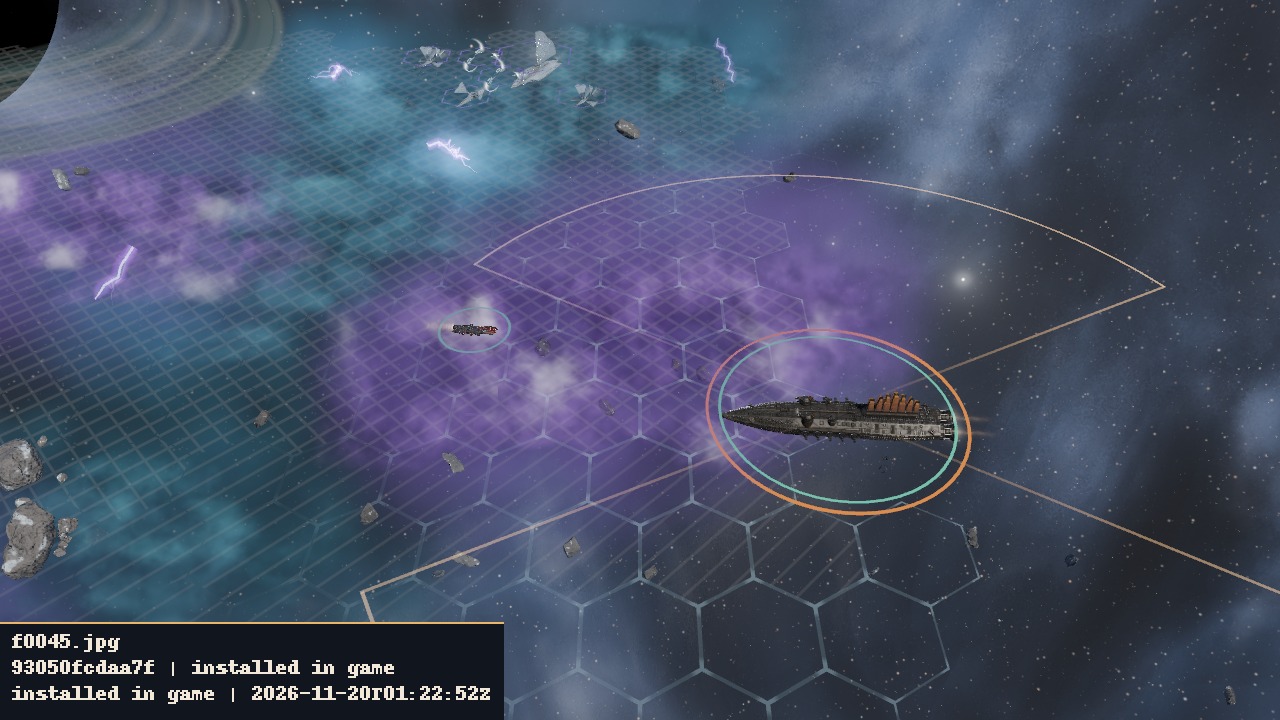 f0045.jpg
93050fcdaa7f | installed in game
installed in game | 2026-11-20T01:22:52z